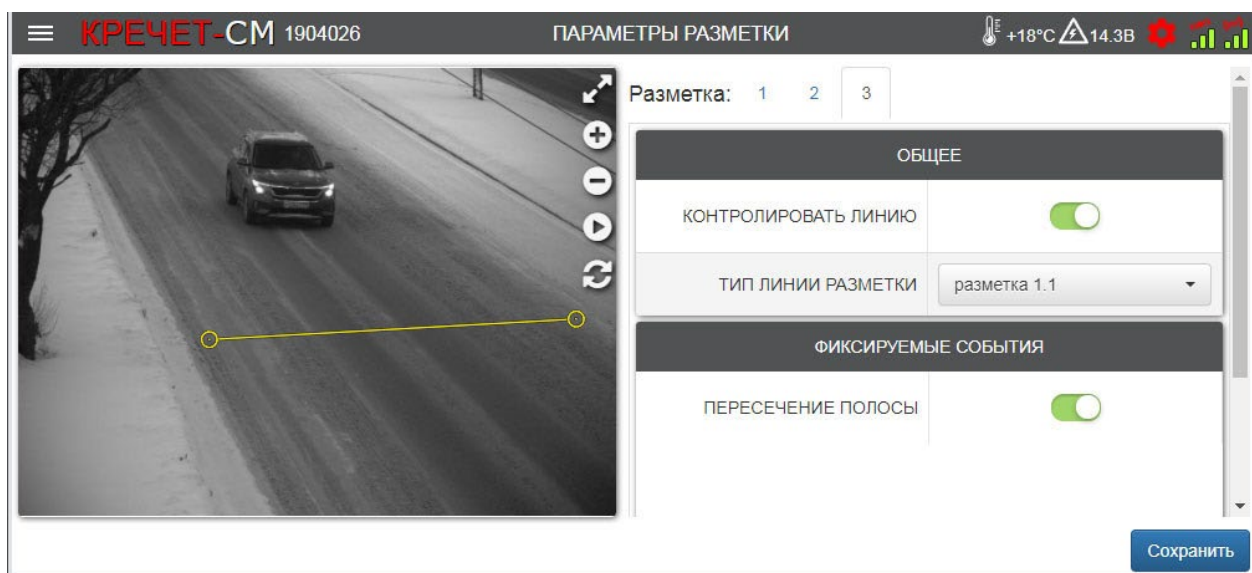 КРЕЧЕТ-СМ 1904026 ПАРАМЕТРЫ РАЗМЕТКИ +18°C 14.3В
Разметка: 1 2 3
ОБЩЕЕ
КОНТРОЛИРОВАТЬ ЛИНИЮ
ТИП ЛИНИИ РАЗМЕТКИ разметка 1.1
ФИКСИРУЕМЫЕ СОБЫТИЯ
ПЕРЕСЕЧЕНИЕ ПОЛОСЫ
Сохранить